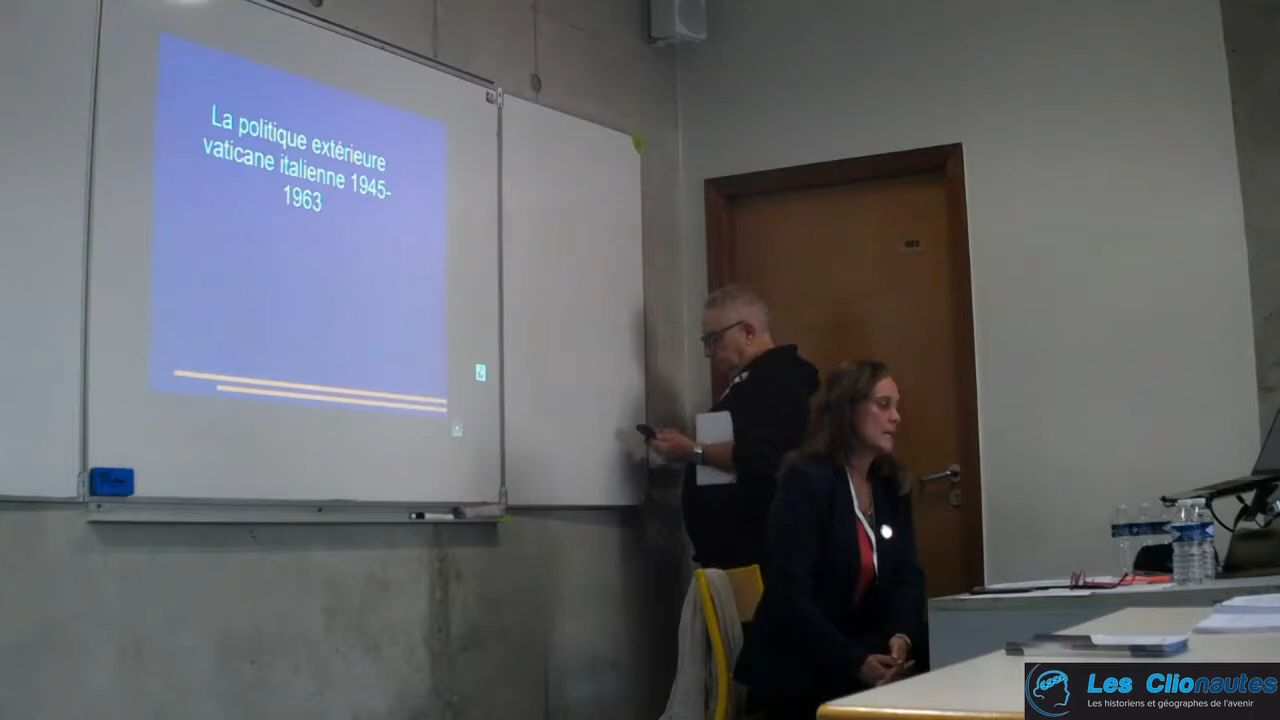 La politique extérieure
vaticane italienne 1945-
1963
Les Clionautes
Les historiens et géographes de l'avenir